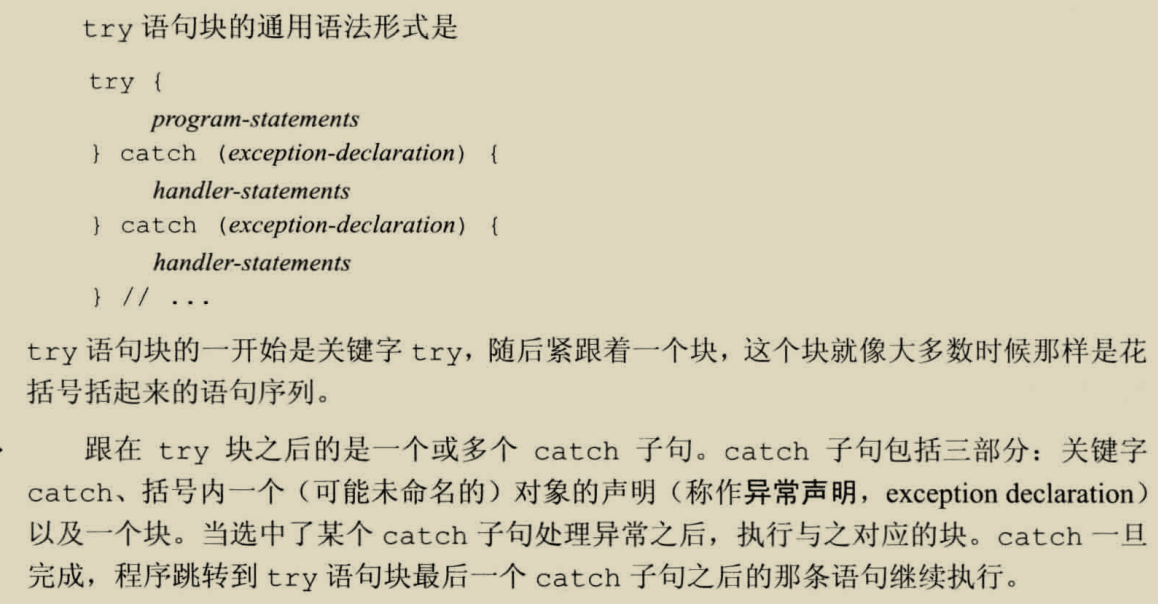 try 语句块的通用语法形式是
try {
program-statements
} catch (exception-declaration) {
handler-statements
} catch (exception-declaration) {
handler-statements
} // ...
try 语句块的一开始是关键字 try，随后紧跟着一个块，这个块就像大多数时候那样是花
括号括起来的语句序列。
跟在 try 块之后的是一个或多个 catch 子句。catch 子句包括三部分：关键字
catch、括号内一个（可能未命名的）对象的声明（称作异常声明，exception declaration）
以及一个块。当选中了某个 catch 子句处理异常之后，执行与之对应的块。catch 一旦
完成，程序跳转到 try 语句块最后一个 catch 子句之后的那条语句继续执行。